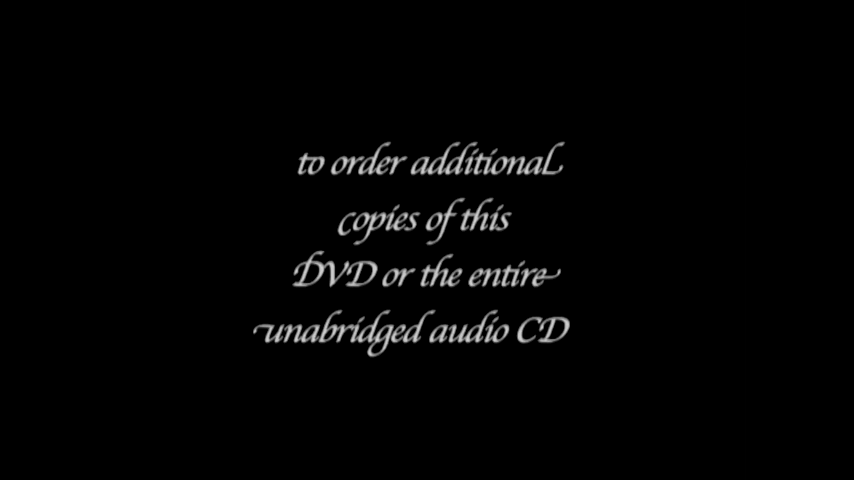 to order additional
copies of this
DVD or the entire
unabridged audio CD